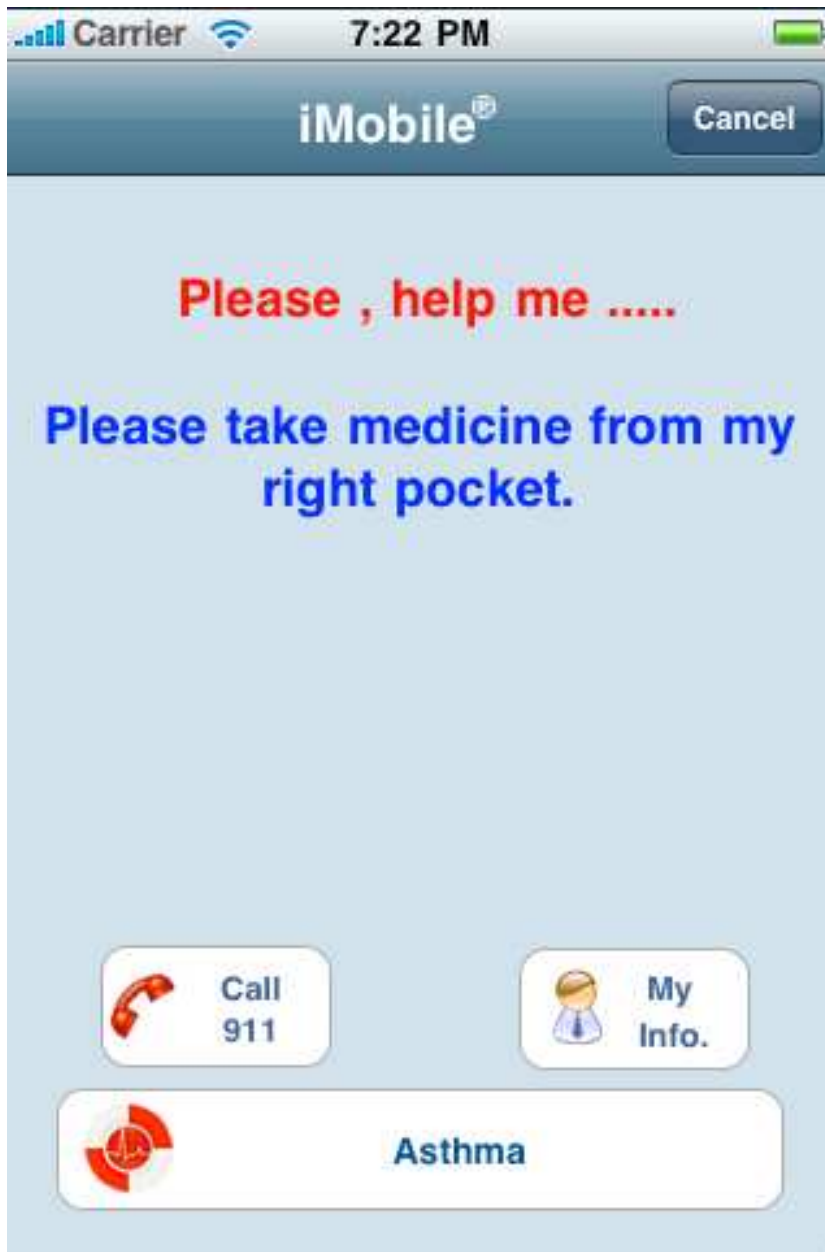 Carrier 7:22 PM
iMobile® Cancel
Please , help me .....
Please take medicine from my
right pocket.
Call
911
My
Info.
Asthma